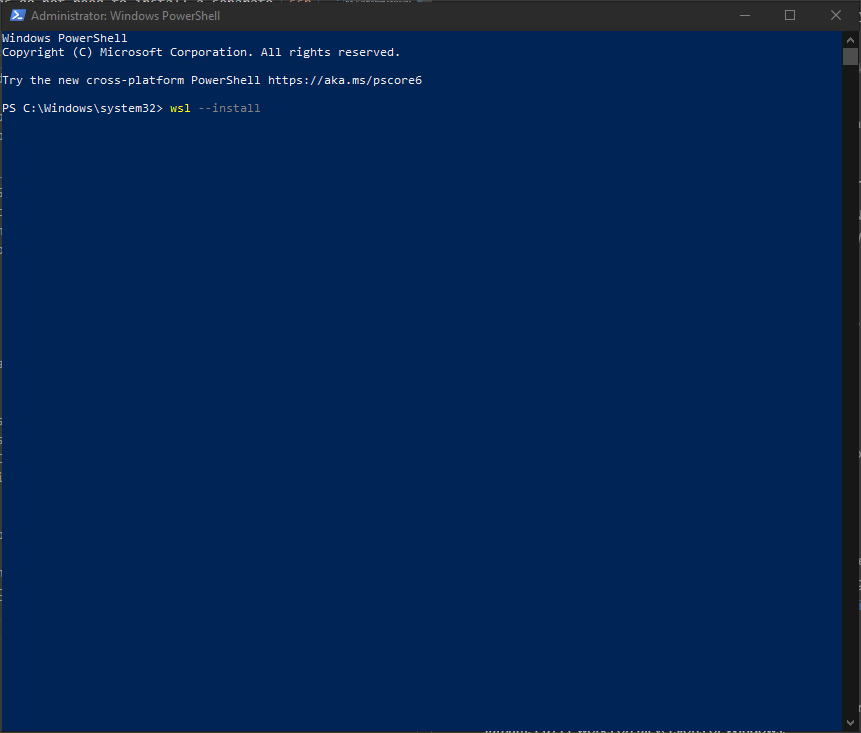 Administrator: Windows PowerShell
Windows PowerShell
Copyright (C) Microsoft Corporation. All rights reserved.
Try the new cross-platform PowerShell https://aka.ms/pscore6
PS C:\Windows\system32> wsl --install